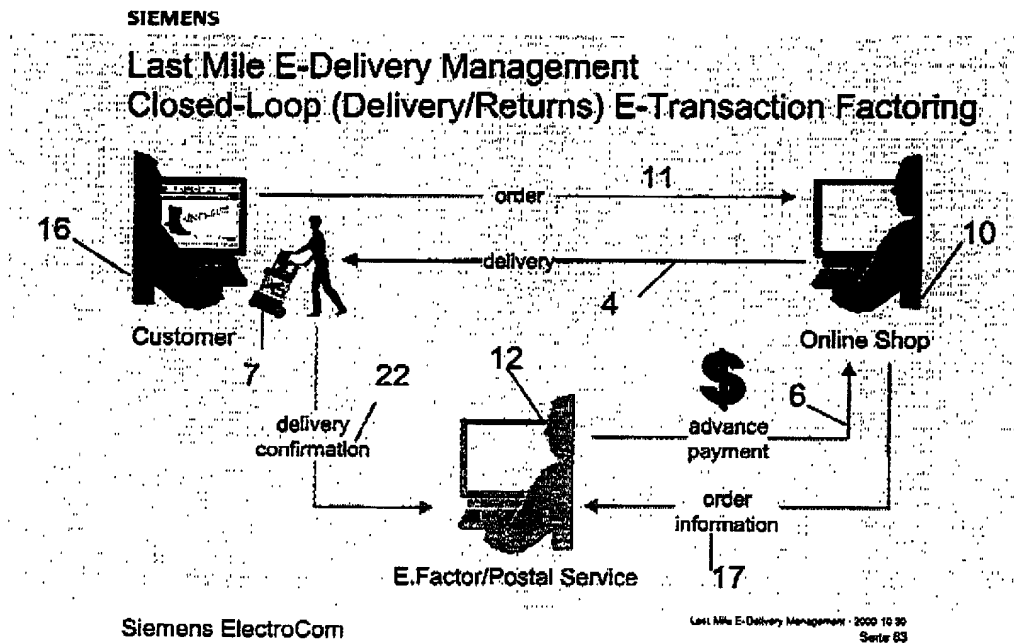 SIEMENS
Last Mile E-Delivery Management
Closed-Loop (Delivery/Returns) E-Transaction Factoring
order
11
16
10
delivery
4
Customer
Online Shop
7
22
12
$
6
delivery
confirmation
advance
payment
order
information
E.Factor/Postal Service
17
Siemens ElectroCom
Last Mile E-Delivery Management - 2000 10 30
Seite 63